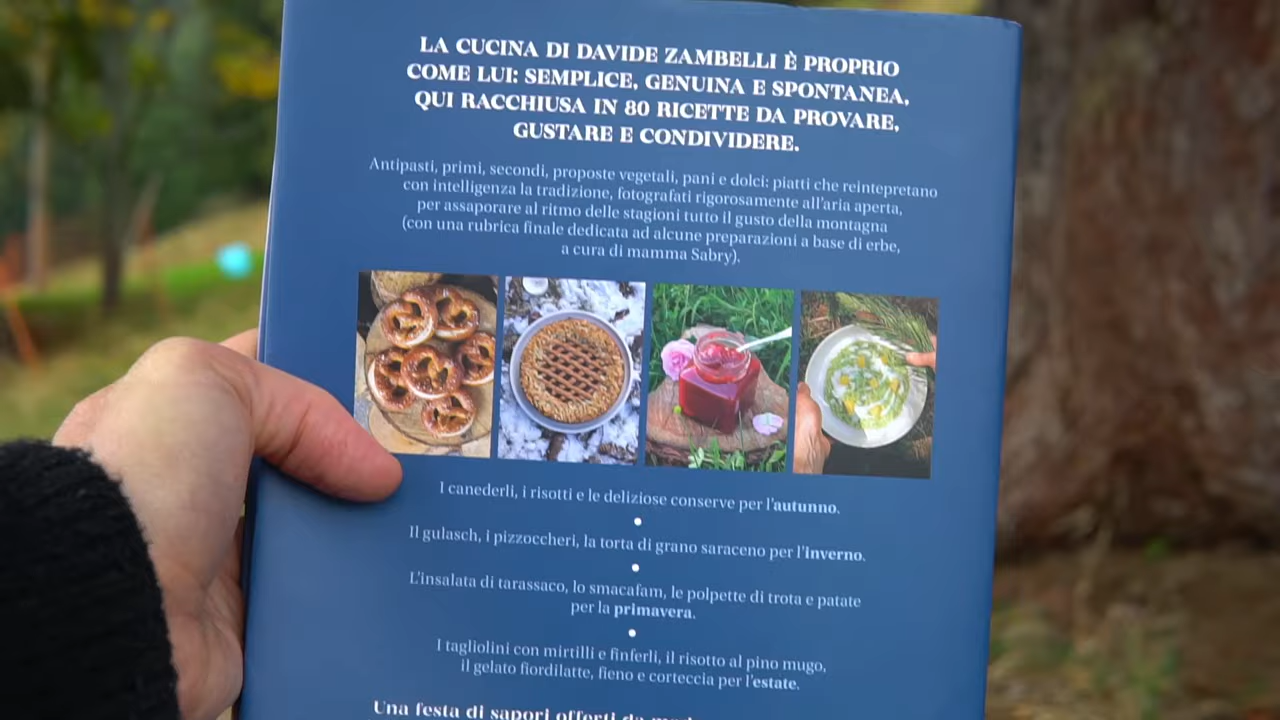 LA CUCINA DI DAVIDE ZAMBELLI È PROPRIO
COME LUI: SEMPLICE, GENUINA E SPONTANEA,
QUI RACCHIUSA IN 80 RICETTE DA PROVARE,
GUSTARE E CONDIVIDERE.
Antipasti, primi, secondi, proposte vegetali, pani e dolci: piatti che reintepretano
con intelligenza la tradizione, fotografati rigorosamente all'aria aperta,
per assaporare al ritmo delle stagioni tutto il gusto della montagna
(con una rubrica finale dedicata ad alcune preparazioni a base di erbe,
a cura di mamma Sabry).
I canederli, i risotti e le deliziose conserve per l'autunno.
Il gulasch, i pizzoccheri, la torta di grano saraceno per l'inverno.
L'insalata di tarassaco, lo smacafam, le polpette di trota e patate
per la primavera.
I tagliolini con mirtilli e finferli, il risotto al pino mugo,
il gelato fiordilatte, fieno e corteccia per l'estate.
Una festa di sapori offerti da